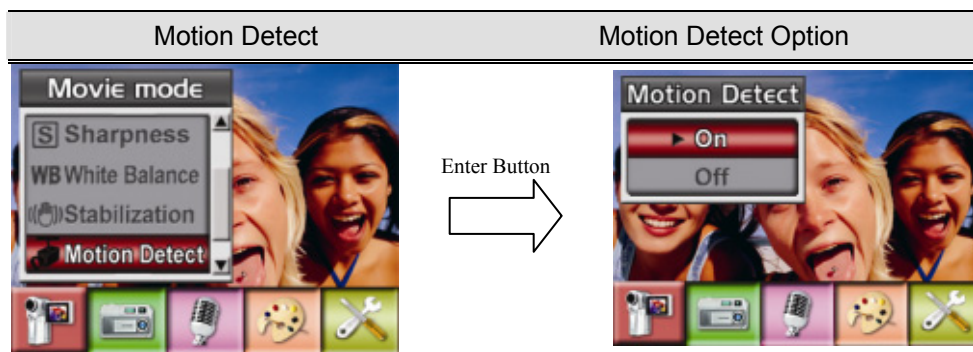 Motion Detect
Motion Detect Option
Movie mode
S Sharpness
WB White Balance
Stabilization
Motion Detect
Enter Button
Motion Detect
On
Off